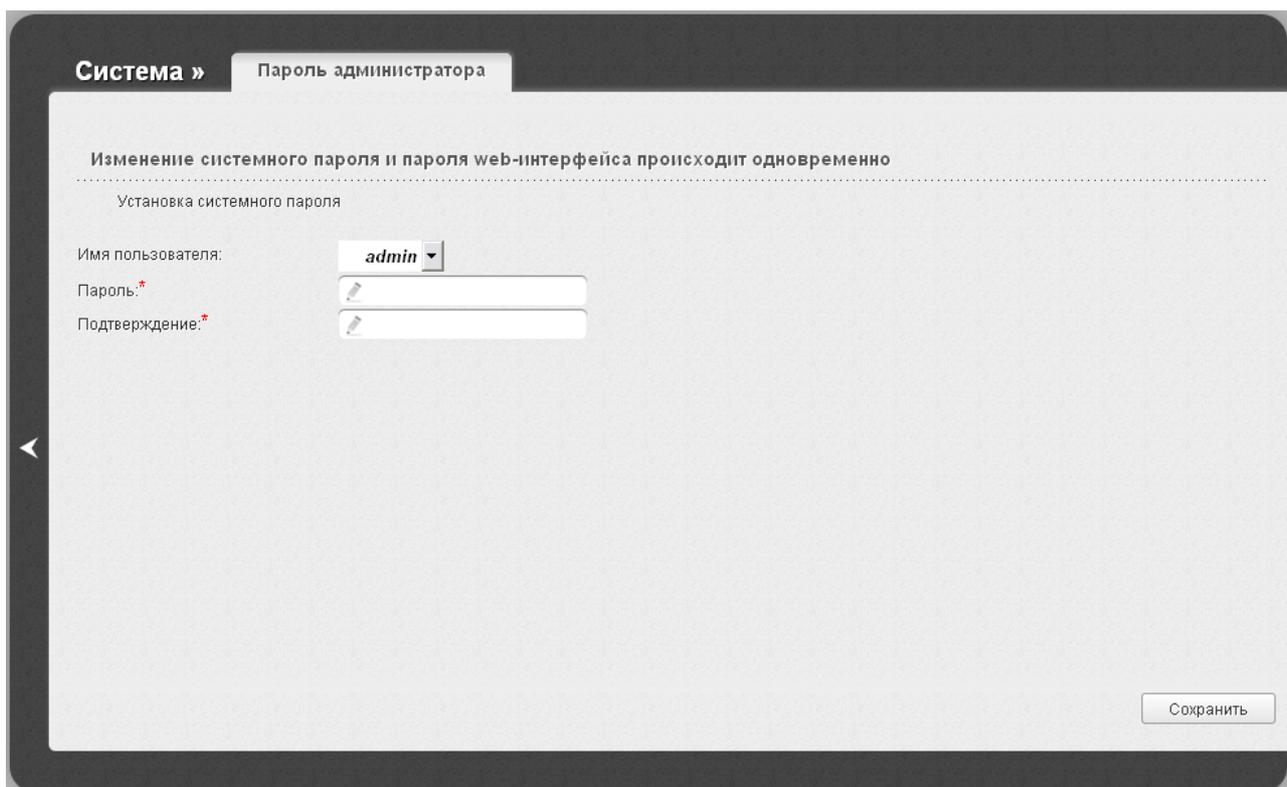 Система »
Пароль администратора
Изменение системного пароля и пароля web-интерфейса происходит одновременно
Установка системного пароля
Имя пользователя:
admin
Пароль:*
Подтверждение:*
Сохранить